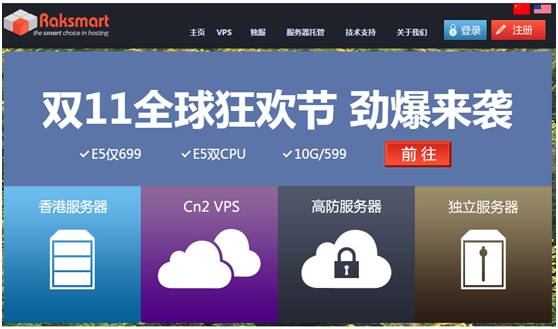 Raksmart
the smart choice in hosting
主页 VPS 独服 服务器托管 技术支持 关于我们 登录 注册
双11全球狂欢节 劲爆来袭
E5仅699 E5双CPU 10G/599 前往
香港服务器 Cn2 VPS 高防服务器 独立服务器